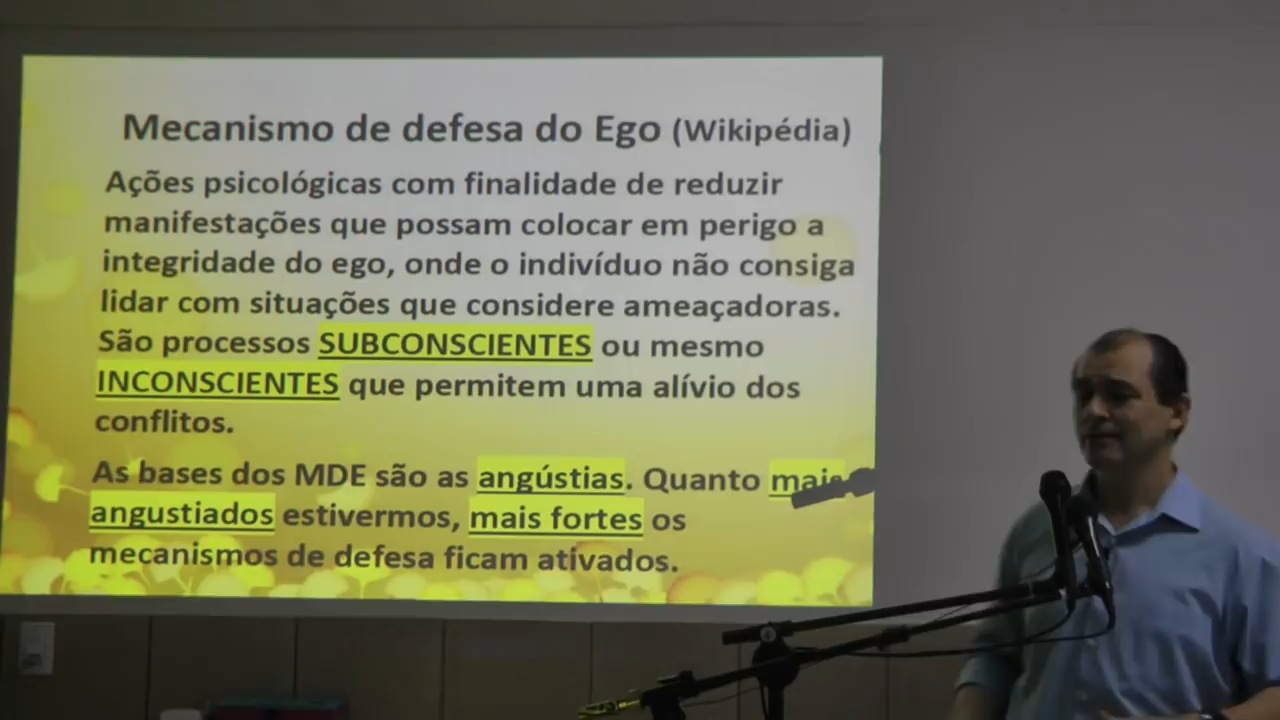 Mecanismo de defesa do Ego (Wikipédia)
Ações psicológicas com finalidade de reduzir
manifestações que possam colocar em perigo a
integridade do ego, onde o indivíduo não consiga
lidar com situações que considere ameaçadoras.
São processos SUBCONSCIENTES ou mesmo
INCONSCIENTES que permitem uma alívio dos
conflitos.
As bases dos MDE são as angústias. Quanto mais
angustiados estivermos, mais fortes os
mecanismos de defesa ficam ativados.